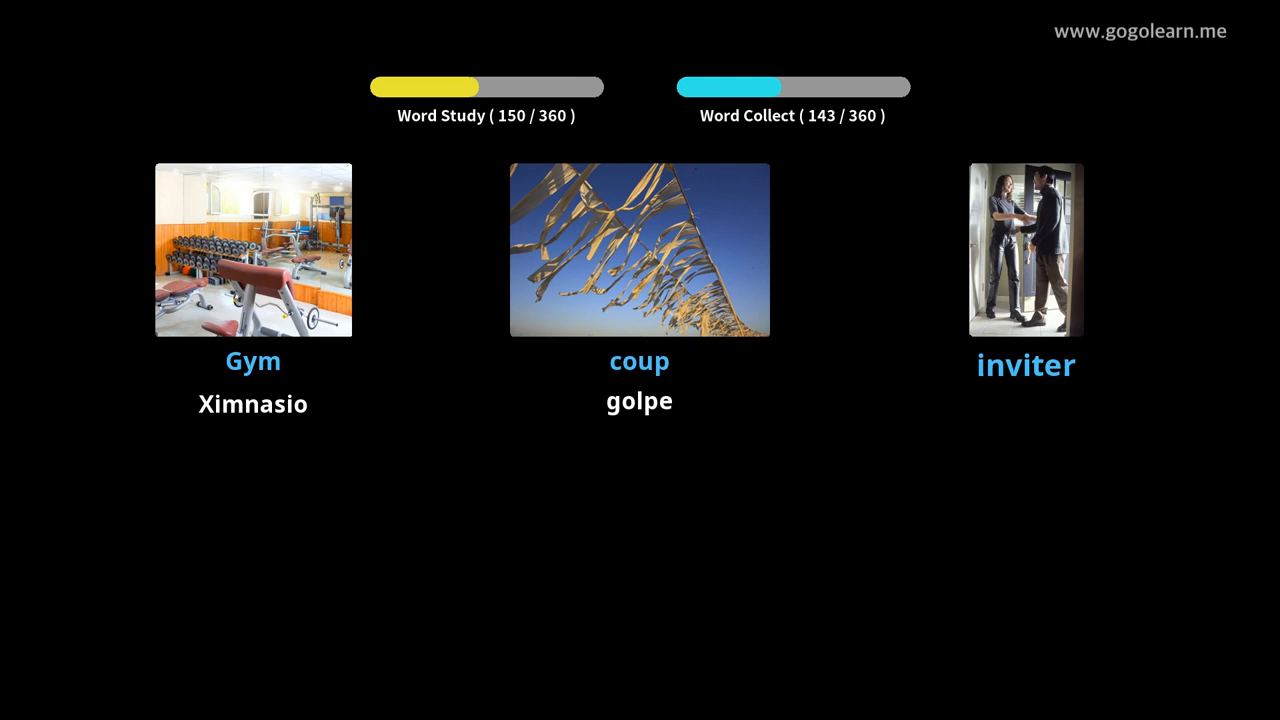 www.gogolearn.me
Word Study ( 150 / 360 )
Word Collect ( 143 / 360 )
Gym
Ximnasio
coup
golpe
inviter